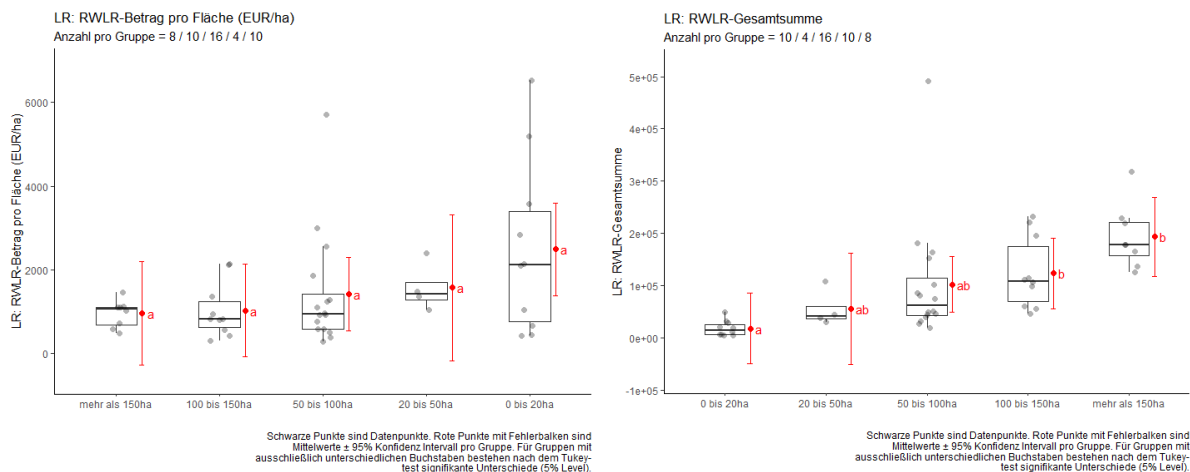 LR: RWLR-Betrag pro Fläche (EUR/ha)
Anzahl pro Gruppe = 8 / 10 / 16 / 4 / 10
LR: RWLR-Betrag pro Fläche (EUR/ha)
6000
4000
2000
0
a
a
a
a
a
mehr als 150ha
100 bis 150ha
50 bis 100ha
20 bis 50ha
0 bis 20ha
Schwarze Punkte sind Datenpunkte. Rote Punkte mit Fehlerbalken sind
Mittelwerte ± 95% Konfidenz Intervall pro Gruppe. Für Gruppen mit
ausschließlich unterschiedlichen Buchstaben bestehen nach dem Tukey-
test signifikante Unterschiede (5% Level).
LR: RWLR-Gesamtsumme
Anzahl pro Gruppe = 10 / 4 / 16 / 10 / 8
LR: RWLR-Gesamtsumme
5e+05
4e+05
3e+05
2e+05
1e+05
0e+00
-1e+05
a
ab
ab
b
b
0 bis 20ha
20 bis 50ha
50 bis 100ha
100 bis 150ha
mehr als 150ha
Schwarze Punkte sind Datenpunkte. Rote Punkte mit Fehlerbalken sind
Mittelwerte ± 95% Konfidenz Intervall pro Gruppe. Für Gruppen mit
ausschließlich unterschiedlichen Buchstaben bestehen nach dem Tukey-
test signifikante Unterschiede (5% Level).